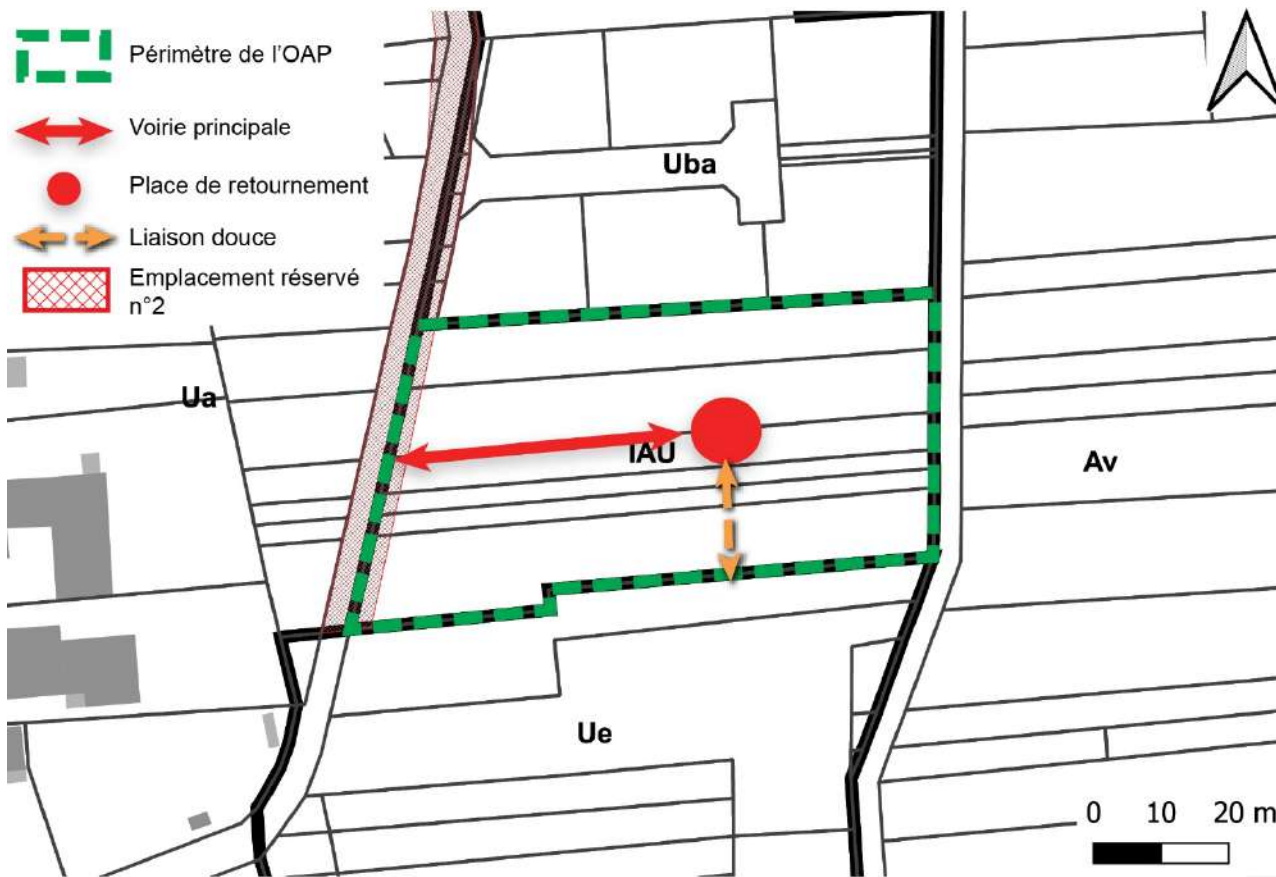 Périmètre de l'OAP
Voirie principale
Place de retournement
Liaison douce
Emplacement réservé
n°2
Uba
Ua
IAU
Av
Ue
0 10 20 m